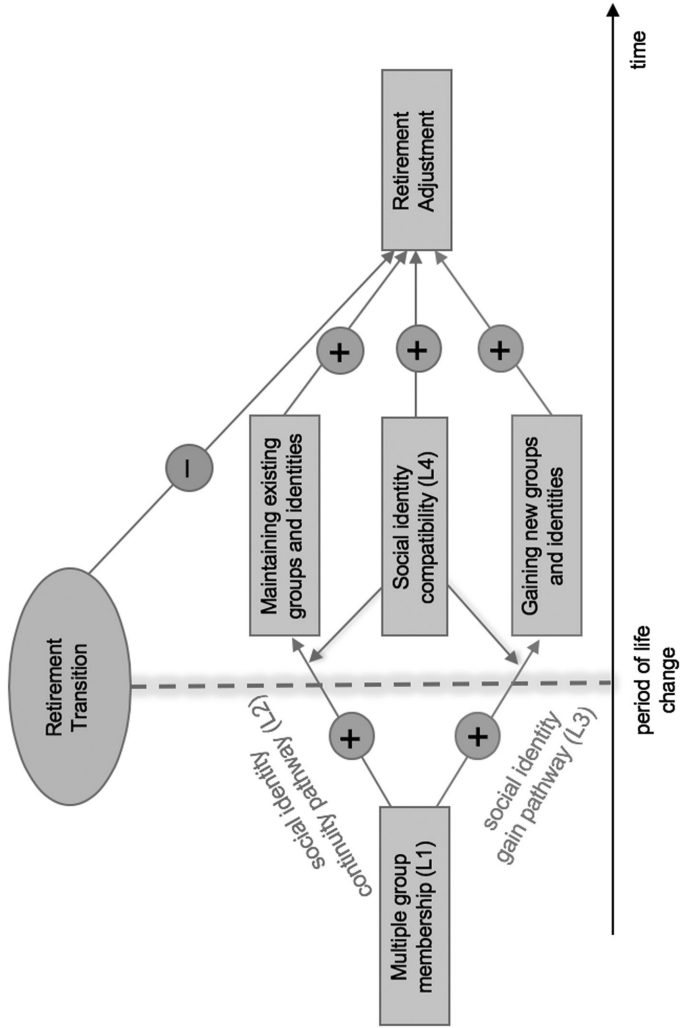 Retirement
Transition
−
social identity
continuity pathway (L2)
Maintaining existing
groups and identities
+
+
Multiple group
membership (L1)
Social identity
compatibility (L4)
+
Retirement
Adjustment
+
social identity
gain pathway (L3)
Gaining new groups
and identities
+
period of life
change
time